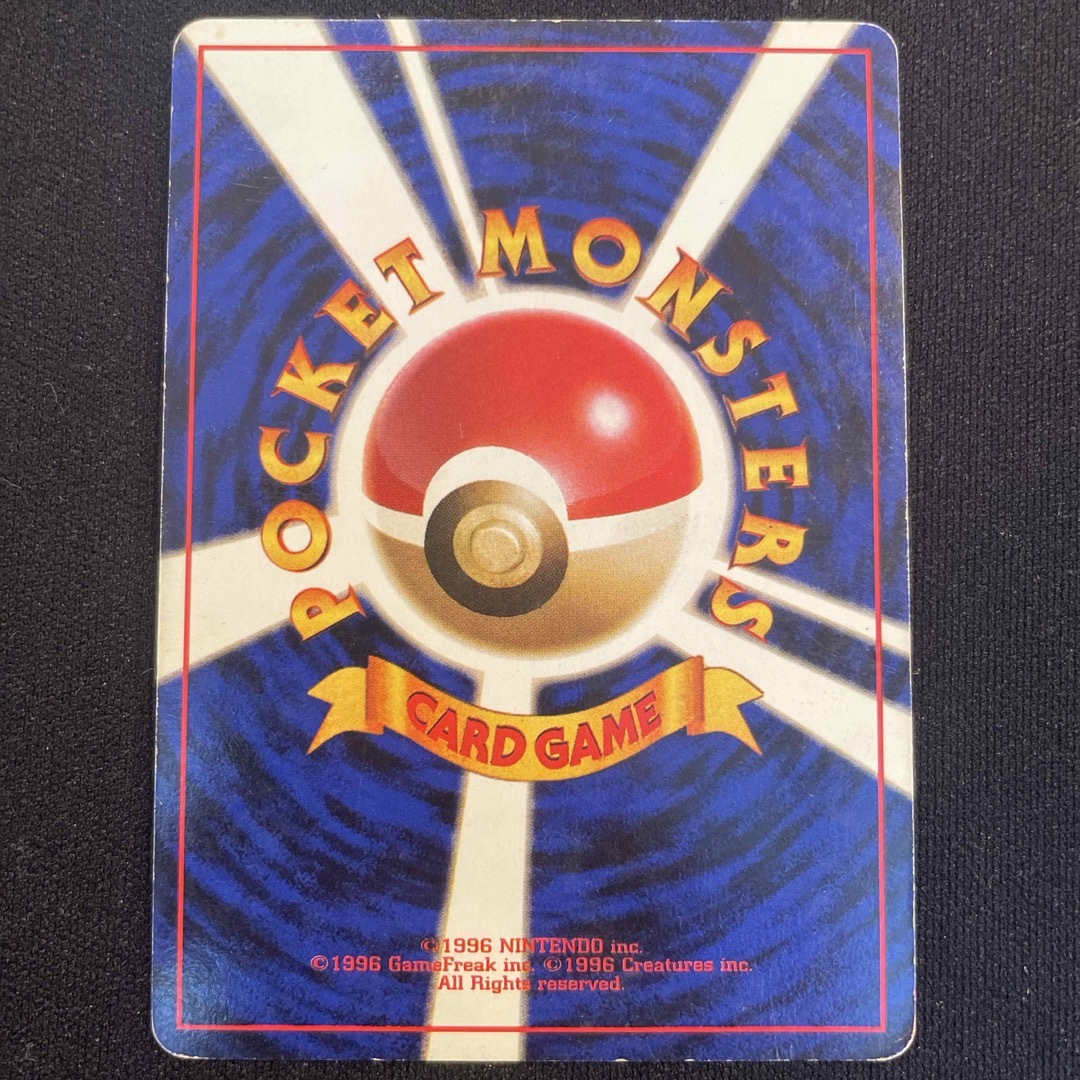 POCKET MONSTERS
CARD GAME
©1996 NINTENDO inc.
©1996 GameFreak inc. ©1996 Creatures inc.
All Rights reserved.